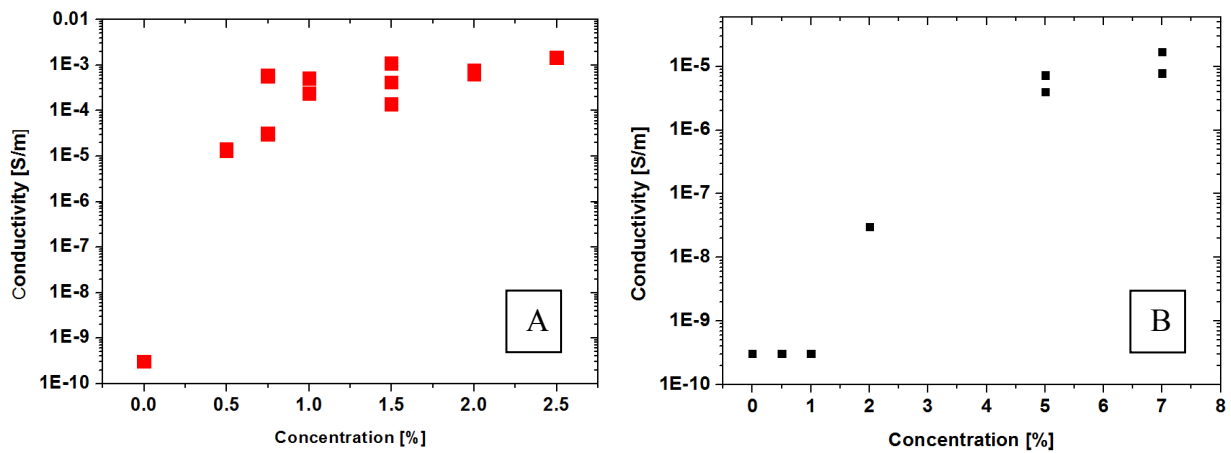 0.01
1E-3
1E-4
1E-5
1E-6
1E-7
1E-8
1E-9
1E-10
Conductivity [S/m]
0.0 0.5 1.0 1.5 2.0 2.5
Concentration [%]
A
1E-5
1E-6
1E-7
1E-8
1E-9
1E-10
Conductivity [S/m]
0 1 2 3 4 5 6 7 8
Concentration [%]
B